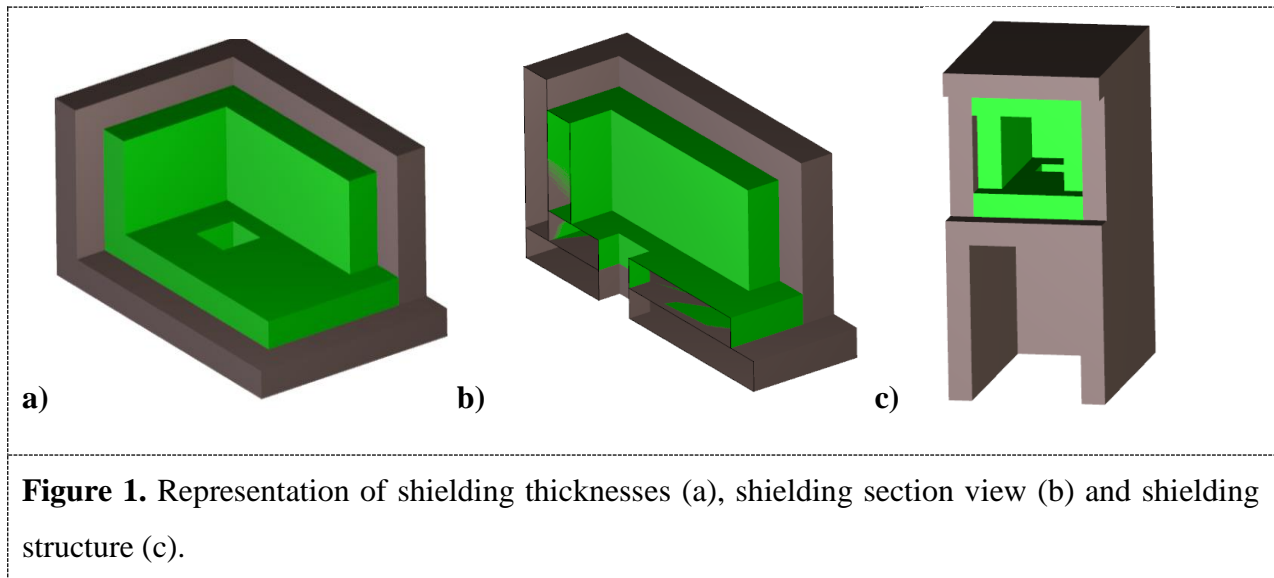 a)
b)
c)
Figure 1. Representation of shielding thicknesses (a), shielding section view (b) and shielding
structure (c).